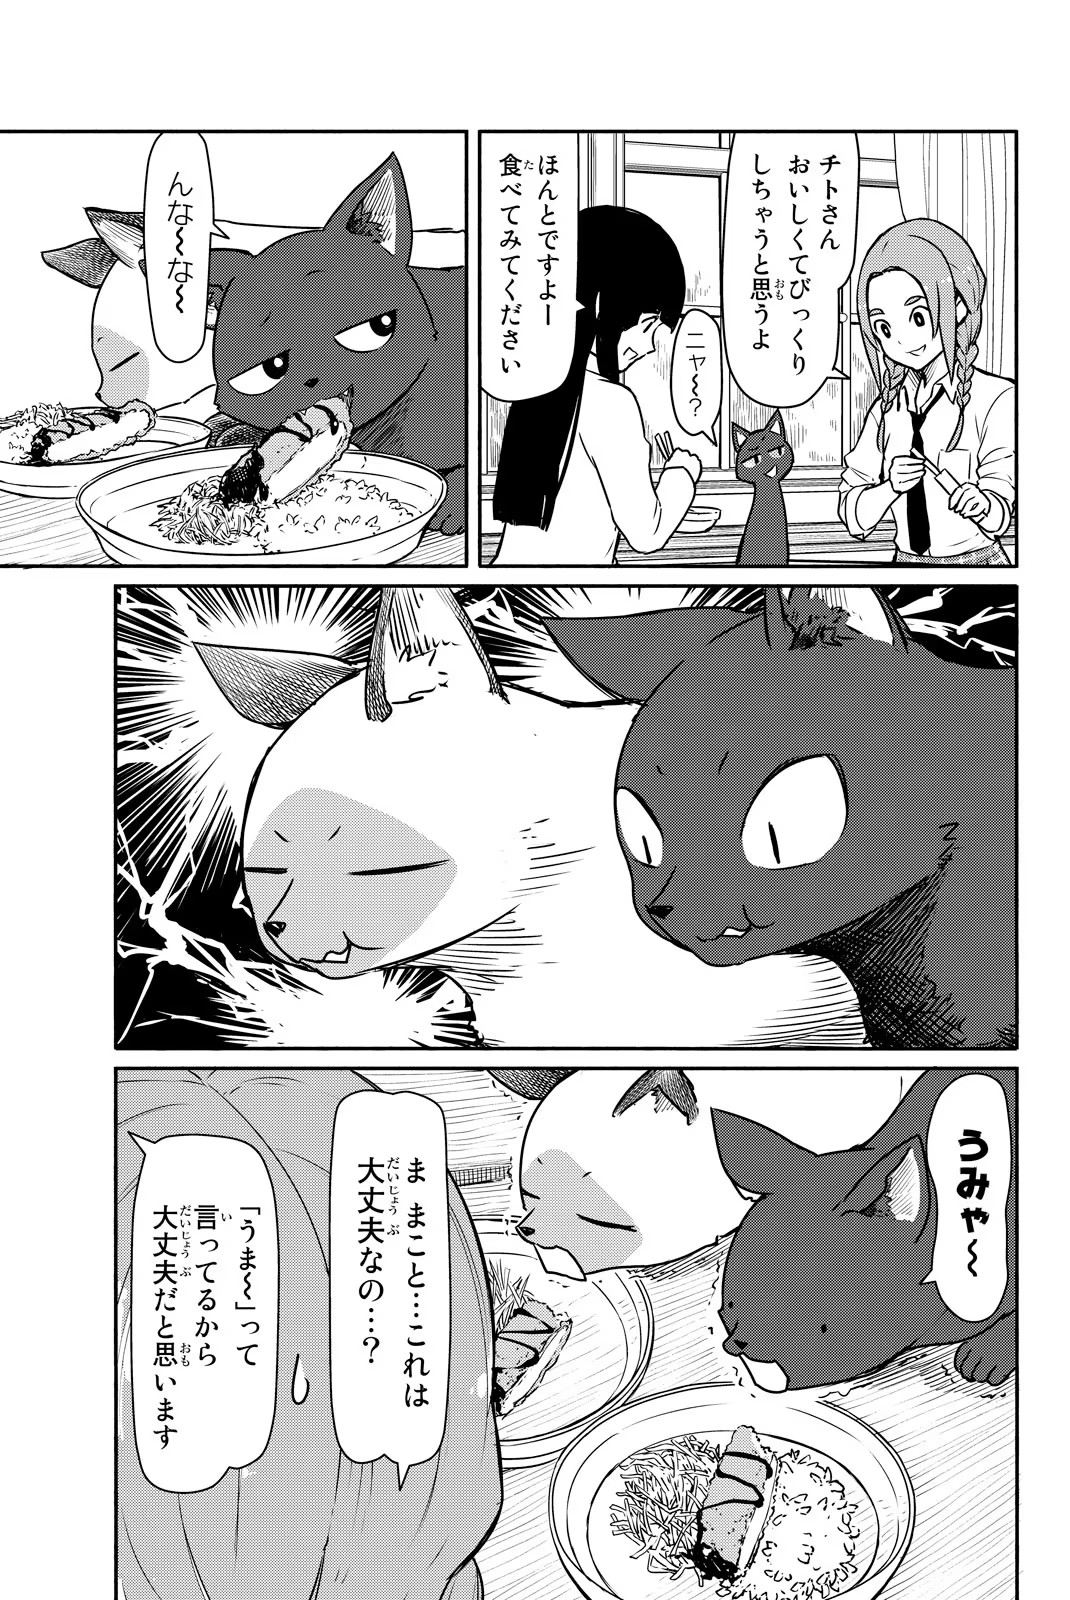 チトさん
おいしくてびっくり
しちゃうと思うよ
ニャ〜?
ほんとですよー
食べてみてください
んな〜な〜
うみゃ〜
ま まこと…これは
大丈夫なの…?
「うま〜」って
言ってるから
大丈夫だと思います